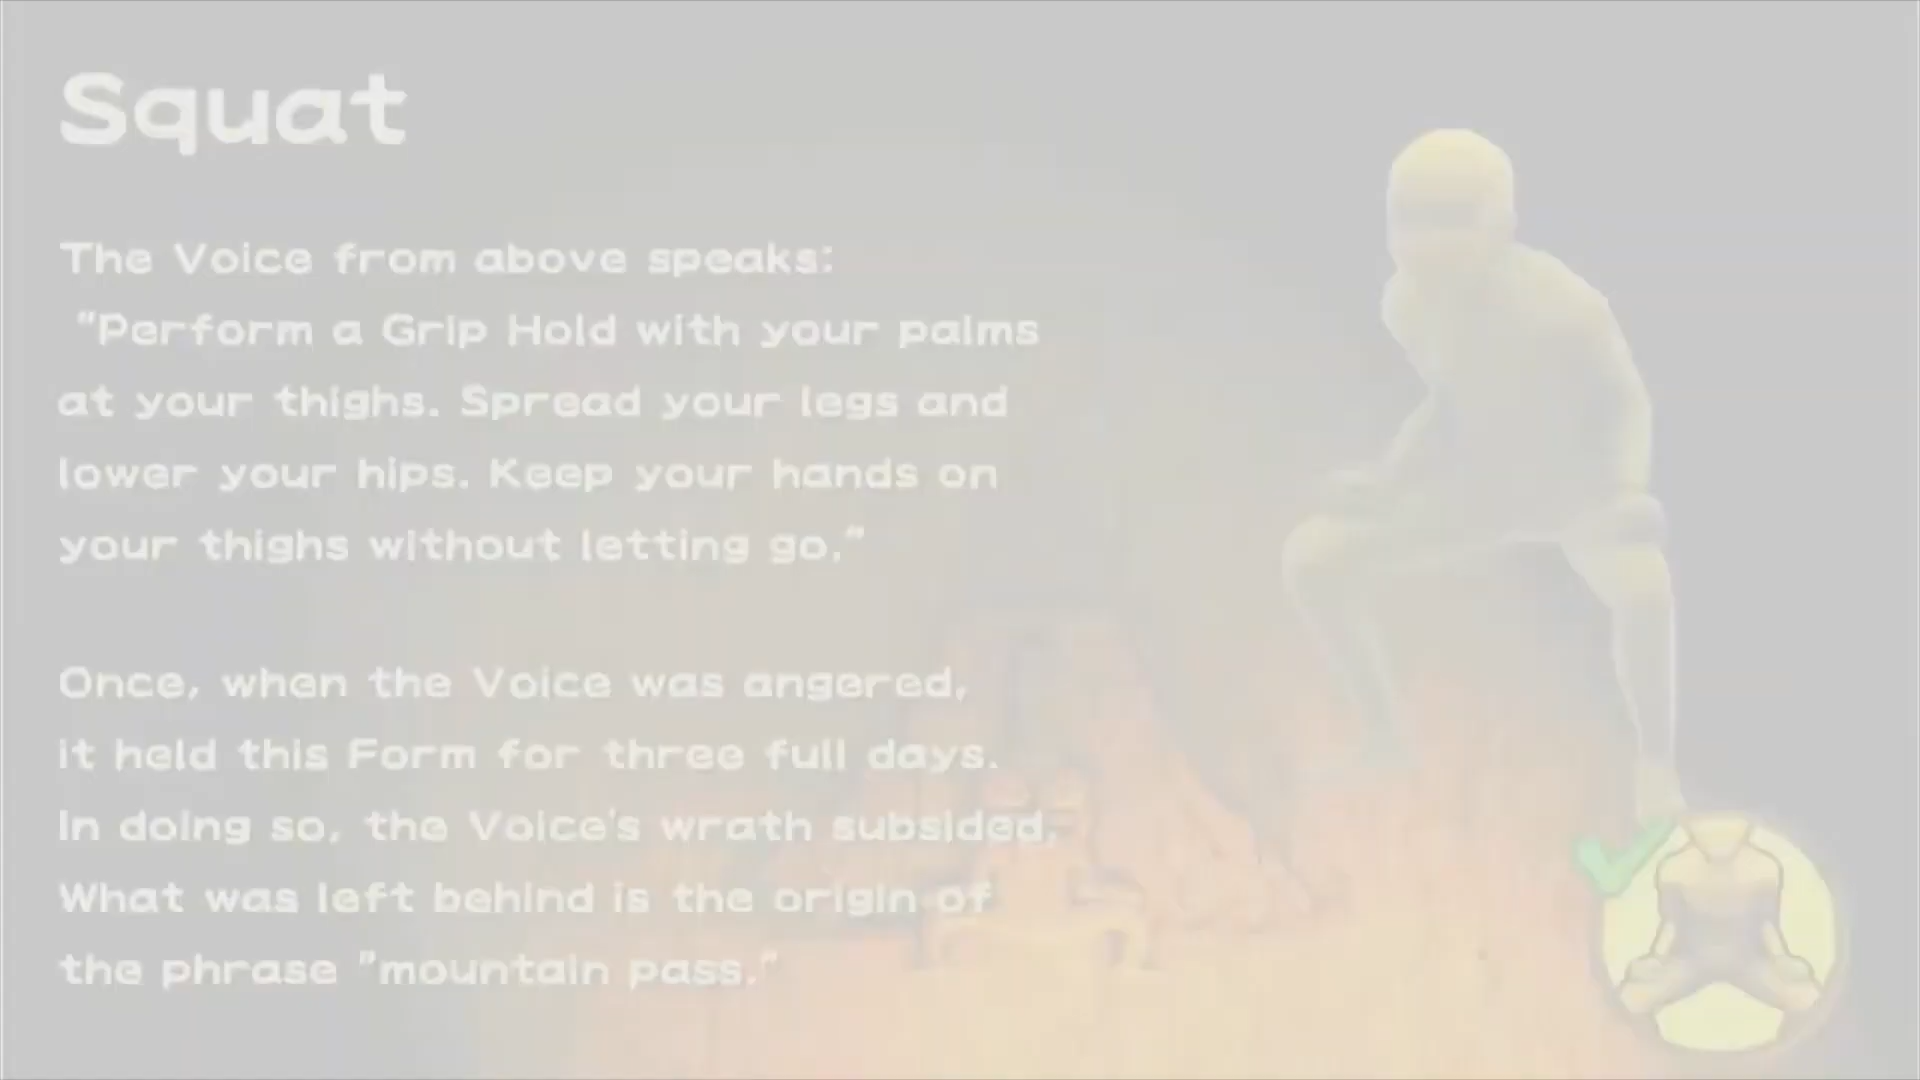 Squat
The Voice from above speaks:
"Perform a Grip Hold with your palms
at your thighs. Spread your legs and
lower your hips. Keep your hands on
your thighs without letting go."
Once, when the Voice was angered,
it held this Form for three full days.
In doing so, the Voice's wrath subsided.
What was left behind is the origin of
the phrase "mountain pass."